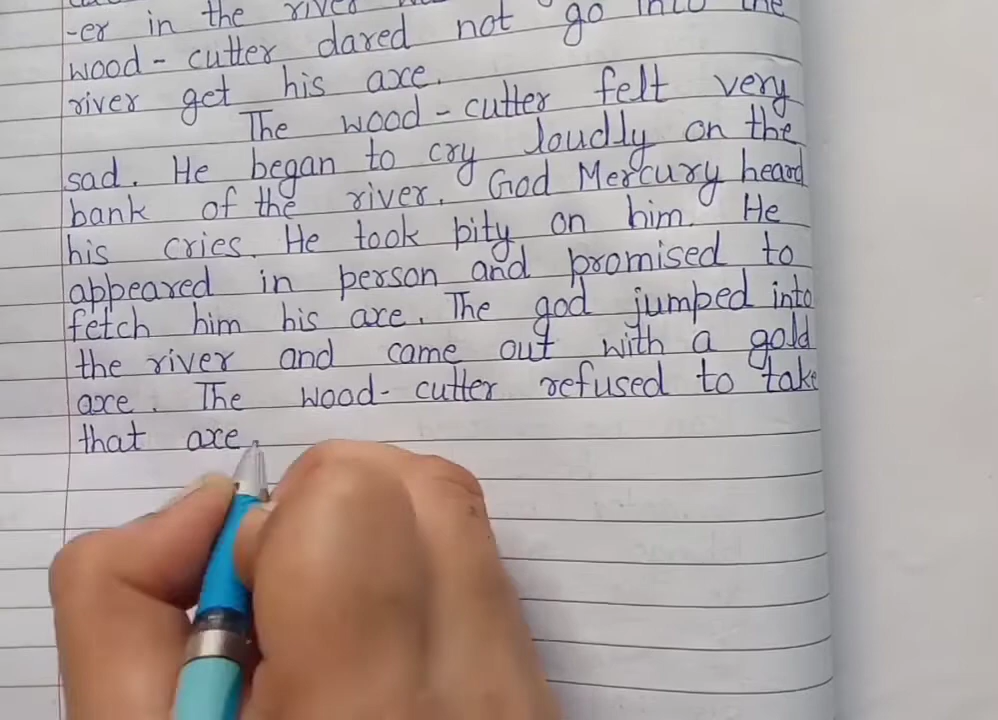 -er in the river
wood-cutter dared not go into the
river get his axe.
The wood-cutter felt very
sad. He began to cry loudly on the
bank of the river. God Mercury heard
his cries. He took pity on him. He
appeared in person and promised to
fetch him his axe. The god jumped into
the river and came out with a gold
axe. The wood-cutter refused to take
that axe.